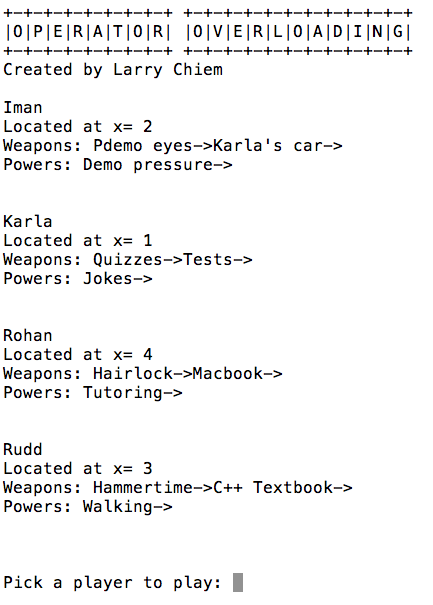 +-+-+-+-+-+-+-+-+ +-+-+-+-+-+-+-+-+-+-+-+
|O|P|E|R|A|T|O|R| |O|V|E|R|L|O|A|D|I|N|G|
+-+-+-+-+-+-+-+-+ +-+-+-+-+-+-+-+-+-+-+-+
Created by Larry Chiem
Iman
Located at x= 2
Weapons: Pdemo eyes->Karla's car->
Powers: Demo pressure->
Karla
Located at x= 1
Weapons: Quizzes->Tests->
Powers: Jokes->
Rohan
Located at x= 4
Weapons: Hairlock->Macbook->
Powers: Tutoring->
Rudd
Located at x= 3
Weapons: Hammertime->C++ Textbook->
Powers: Walking->
Pick a player to play: